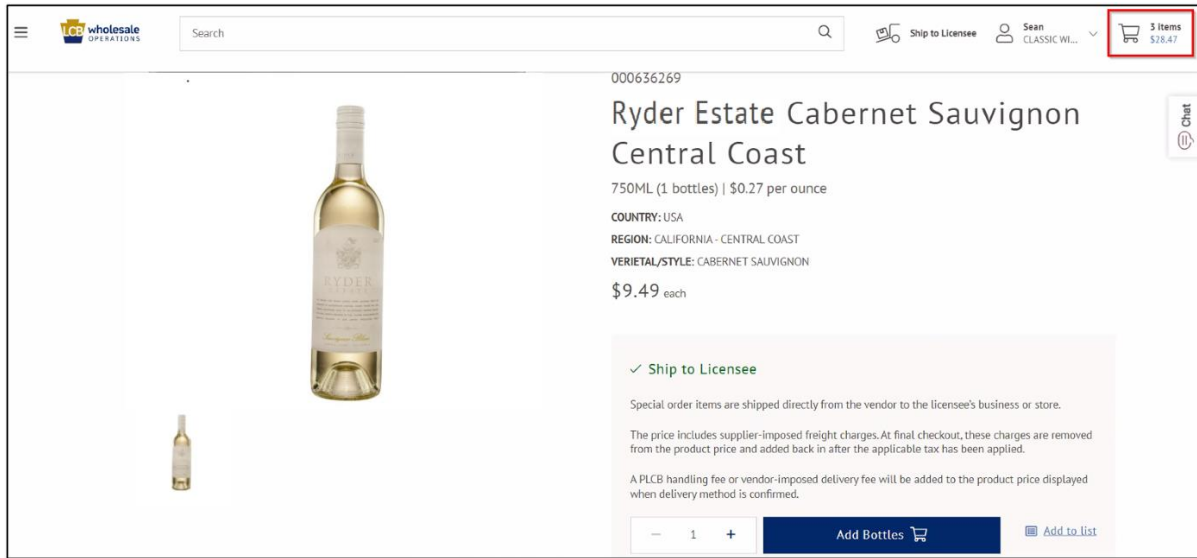 LCB wholesale
OPERATIONS
Search
Ship to Licensee
Sean
CLASSIC WI...
3 items
$28.47
000636269
Ryder Estate Cabernet Sauvignon
Central Coast
750ML (1 bottles) | $0.27 per ounce
COUNTRY: USA
REGION: CALIFORNIA - CENTRAL COAST
VERIETAL/STYLE: CABERNET SAUVIGNON
$9.49 each
Chat
RYDER
Sauvignon Blanc
✓ Ship to Licensee
Special order items are shipped directly from the vendor to the licensee's business or store.
The price includes supplier-imposed freight charges. At final checkout, these charges are removed
from the product price and added back in after the applicable tax has been applied.
A PLCB handling fee or vendor-imposed delivery fee will be added to the product price displayed
when delivery method is confirmed.
— 1 +
Add Bottles
Add to list